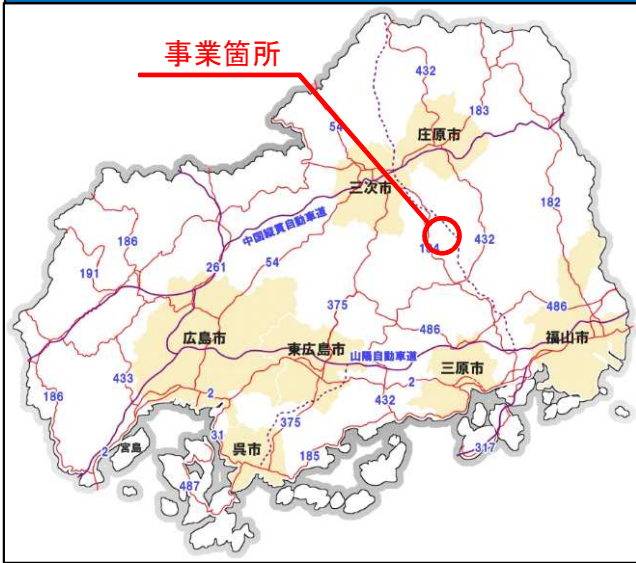 事業箇所
432
183
54
庄原市
三次市
182
中国縦貫自動車道
186
191
261
54
184
432
375
486
486
広島市
東広島市
山陽自動車道
福山市
三原市
433
186
2
2
432
375
31
呉市
185
317
2
宮島
487